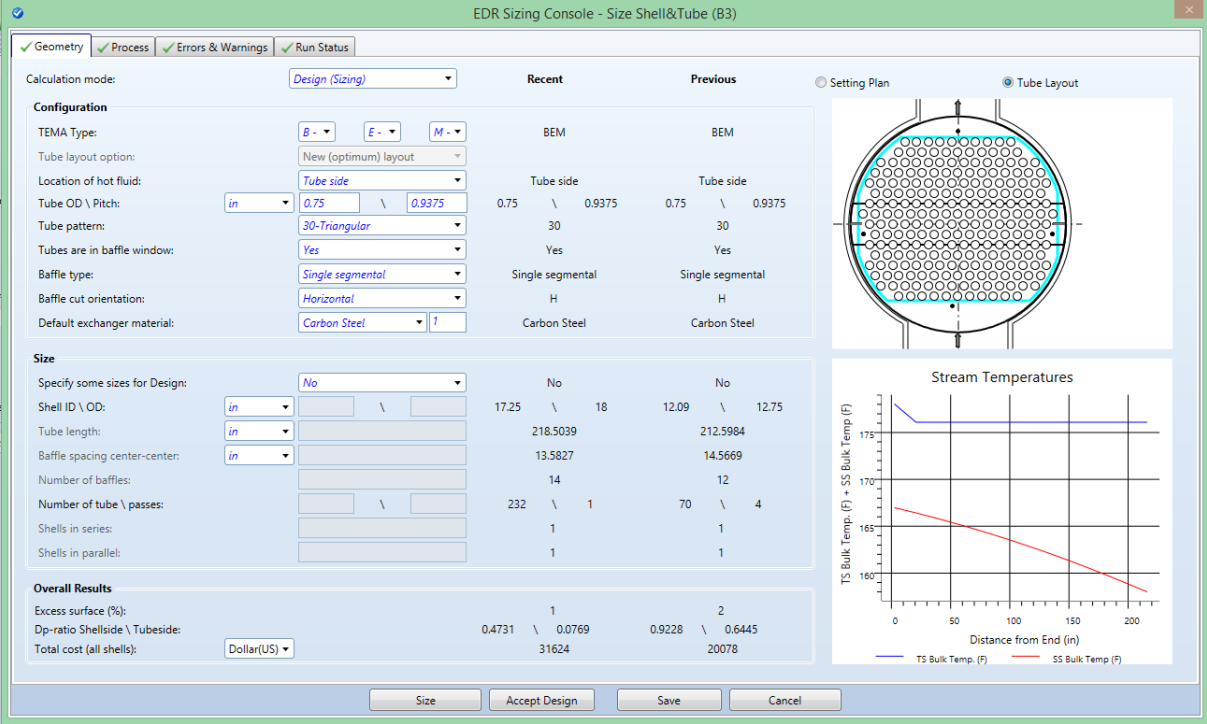 EDR Sizing Console - Size Shell&Tube (B3)
Geometry Process Errors & Warnings Run Status
Calculation mode: Design (Sizing) Recent Previous Setting Plan Tube Layout
Configuration
TEMA Type: B - E - M - BEM BEM
Tube layout option: New (optimum) layout
Location of hot fluid: Tube side Tube side Tube side
Tube OD \ Pitch: in 0.75 \ 0.9375 0.75 \ 0.9375 0.75 \ 0.9375
Tube pattern: 30-Triangular 30 30
Tubes are in baffle window: Yes Yes Yes
Baffle type: Single segmental Single segmental Single segmental
Baffle cut orientation: Horizontal H H
Default exchanger material: Carbon Steel 1 Carbon Steel Carbon Steel
Size
Specify some sizes for Design: No No No
Shell ID \ OD: in \ 17.25 \ 18 12.09 \ 12.75
Tube length: in 218.5039 212.5984
Baffle spacing center-center: in 13.5827 14.5669
Number of baffles: 14 12
Number of tube \ passes: \ 232 \ 1 70 \ 4
Shells in series: 1 1
Shells in parallel: 1 1
Overall Results
Excess surface (%): 1 2
Dp-ratio Shellside \ Tubeside: 0.4731 \ 0.0769 0.9228 \ 0.6445
Total cost (all shells): Dollar(US) 31624 20078
Stream Temperatures
TS Bulk Temp. (F) + SS Bulk Temp (F)
175
170
165
160
0 50 100 150 200
Distance from End (in)
TS Bulk Temp. (F) SS Bulk Temp (F)
Size Accept Design Save Cancel